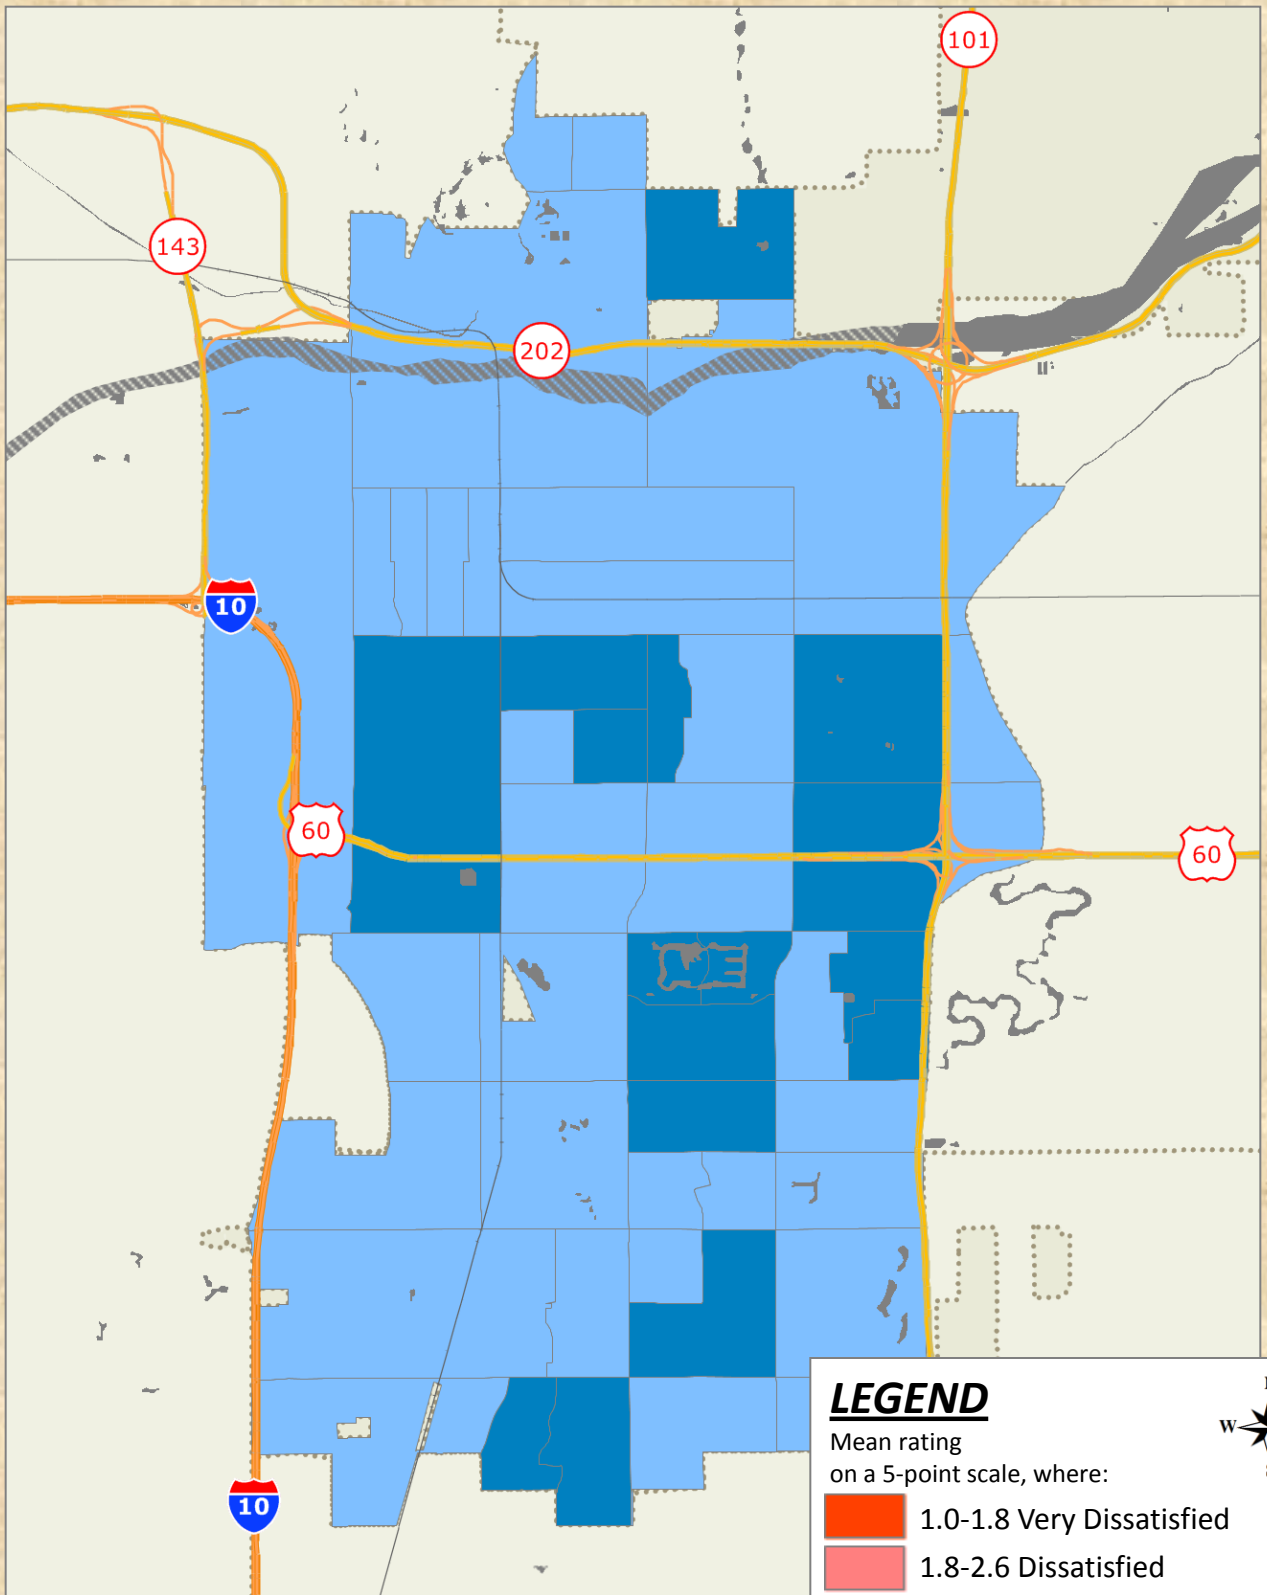 101
143
202
10
60
60
10
LEGEND
Mean rating
on a 5-point scale, where:
W
1.0-1.8 Very Dissatisfied
1.8-2.6 Dissatisfied